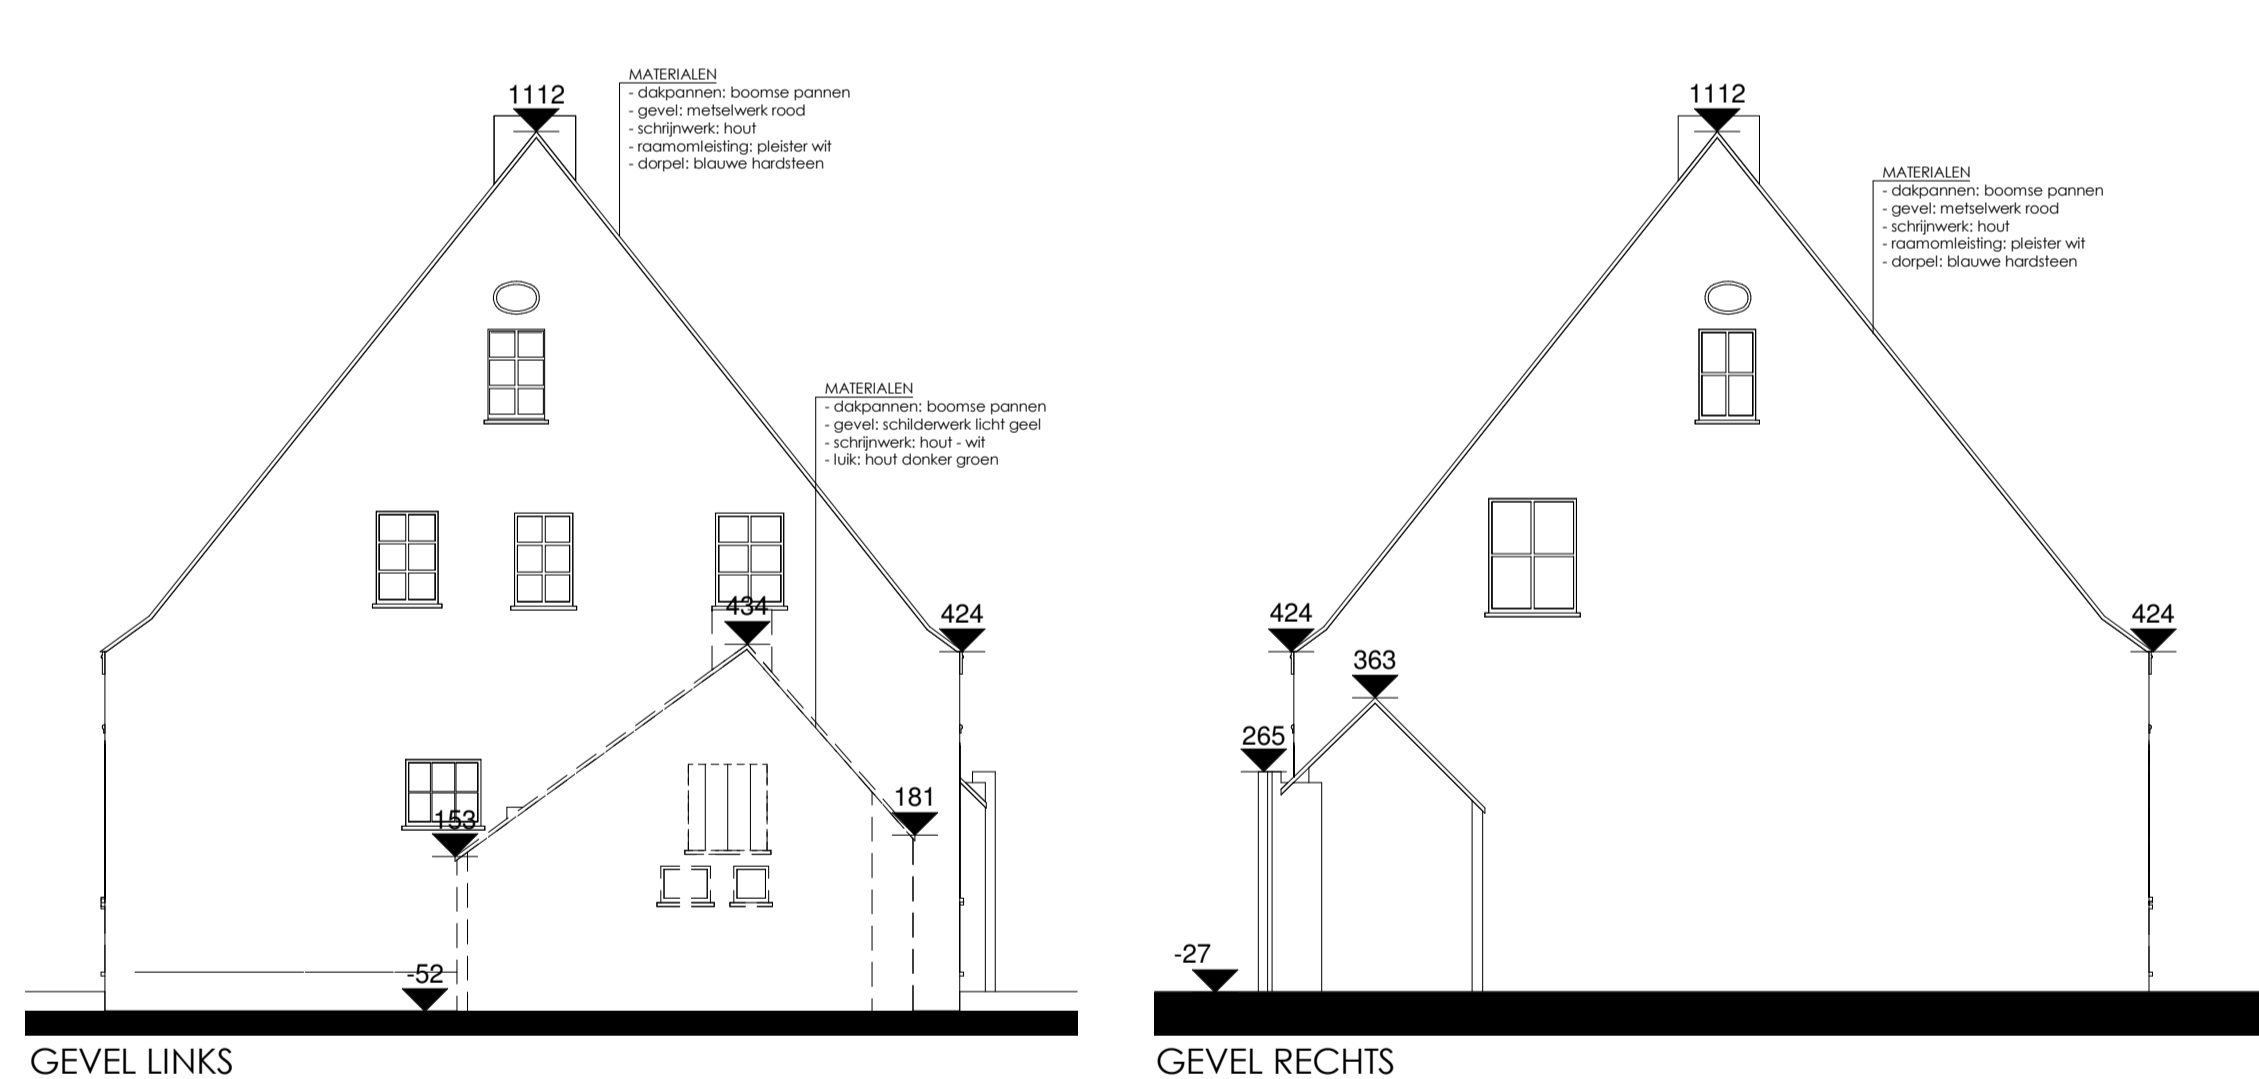 1112
MATERIALEN
- dakpannen: boomse pannen
- gevel: metselwerk rood
- schrijnwerk: hout
- raamomleisting: pleister wit
- dorpel: blauwe hardsteen
MATERIALEN
- dakpannen: boomse pannen
- gevel: schilderwerk licht geel
- schrijnwerk: hout - wit
- luik: hout donker groen
434
424
153
181
-52
GEVEL LINKS
1112
MATERIALEN
- dakpannen: boomse pannen
- gevel: metselwerk rood
- schrijnwerk: hout
- raamomleisting: pleister wit
- dorpel: blauwe hardsteen
424
424
363
265
-27
GEVEL RECHTS